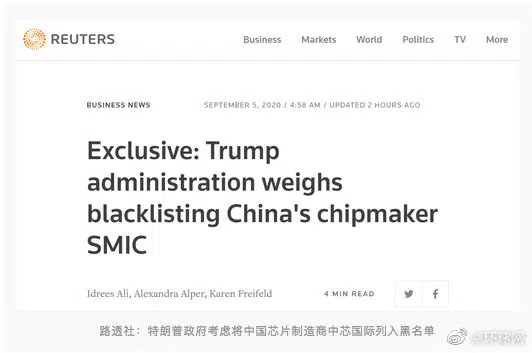 REUTERS
Business Markets World Politics TV More
BUSINESS NEWS SEPTEMBER 5, 2020 / 4:58 AM / UPDATED 2 HOURS AGO
Exclusive: Trump
administration weighs
blacklisting China's chipmaker
SMIC
Idrees Ali, Alexandra Alper, Karen Freifeld 4 MIN READ
路透社：特朗普政府考虑将中国芯片制造商中芯国际列入黑名单
@环球网